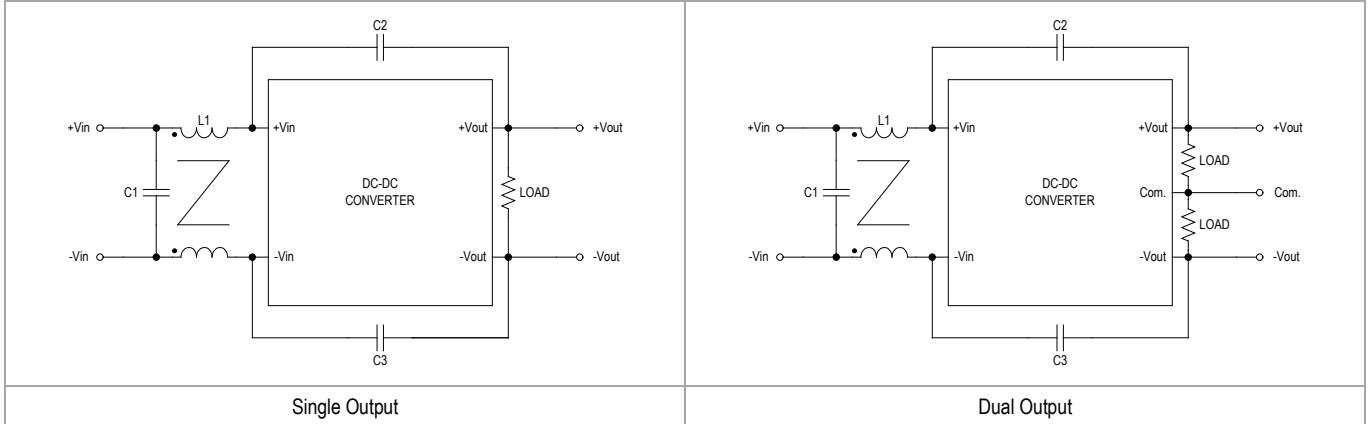 C2
+Vin
L1
+Vin
+Vout
+Vout
C1
DC-DC
CONVERTER
LOAD
-Vin
-Vin
-Vout
-Vout
C3
Single Output
C2
+Vin
L1
+Vin
+Vout
+Vout
LOAD
C1
DC-DC
CONVERTER
Com.
Com.
LOAD
-Vin
-Vin
-Vout
-Vout
C3
Dual Output